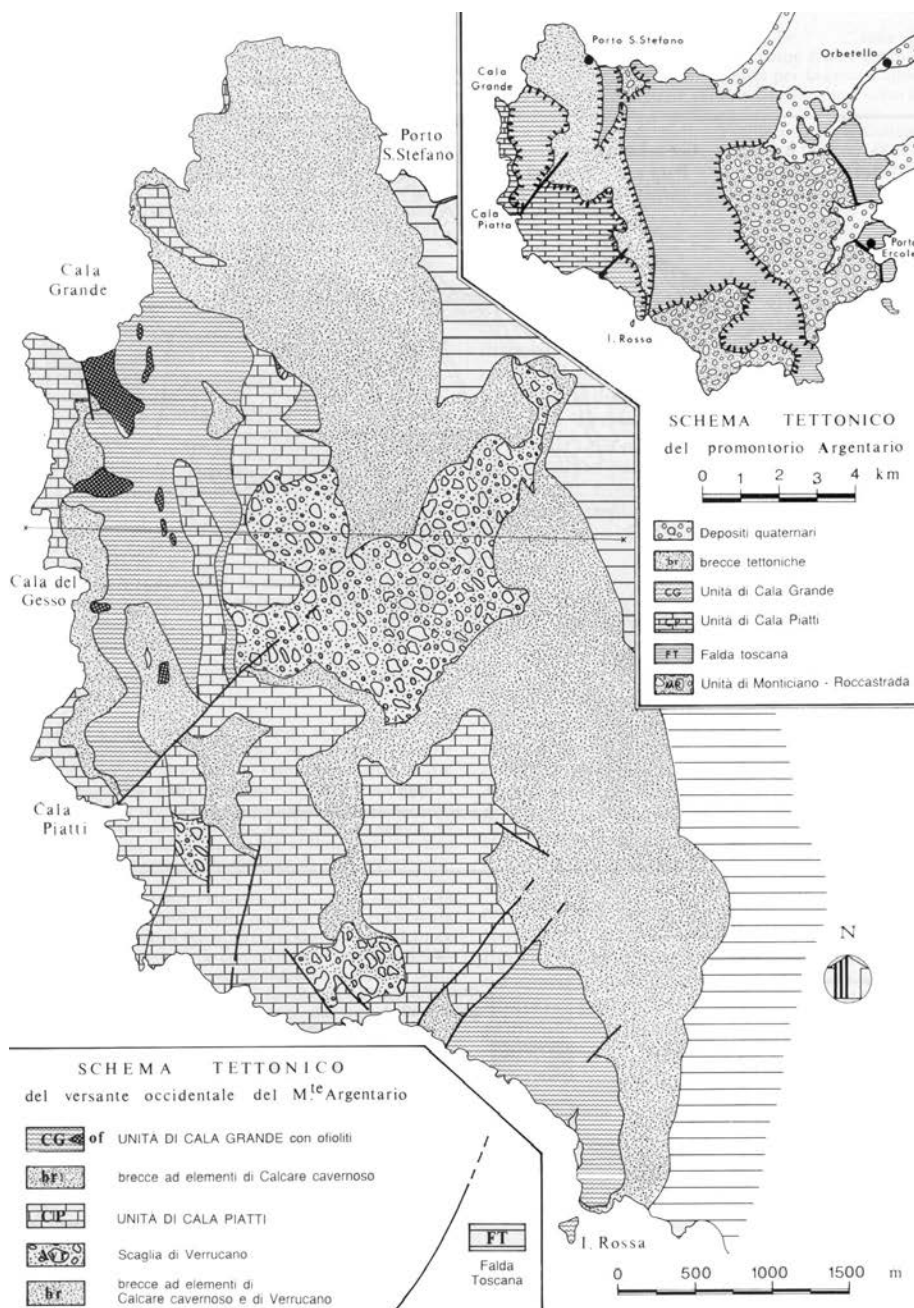 Porto S.Stefano
Orbetello
Cala
Grande
Cala
Piatta
Porto
Ercole
I. Rossa
SCHEMA TETTONICO
del promontorio Argentario
0 1 2 3 4
km
Depositi quaternari
br brecce tettoniche
CG Unità di Cala Grande
CP Unità di Cala Piatti
FT Falda toscana
MR Unità di Monticiano - Roccastrada
Porto
S.Stefano
Cala
Grande
Cala del
Gesso
Cala
Piatti
N
I. Rossa
0 500 1000 1500 m
SCHEMA TETTONICO
del versante occidentale del M.te Argentario
CG of UNITÀ DI CALA GRANDE con ofioliti
br1 brecce ad elementi di Calcare cavernoso
CP UNITÀ DI CALA PIATTI
Avr Scaglia di Verrucano
br brecce ad elementi di
Calcare cavernoso e di Verrucano
FT
Falda
Toscana